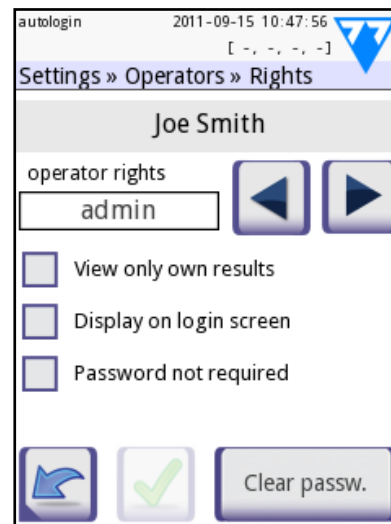 autologin 2011-09-15 10:47:56
[ -, -, -, -]
Settings » Operators » Rights
Joe Smith
operator rights
admin
View only own results
Display on login screen
Password not required
Clear passw.